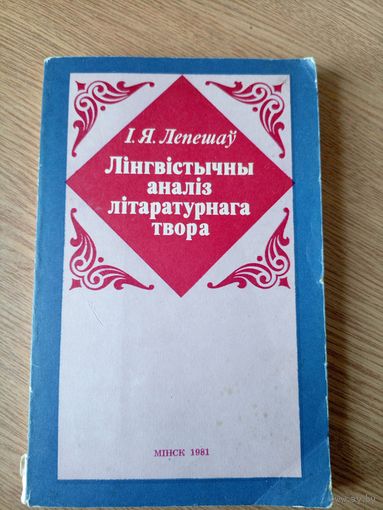 І. Я. Лепешаў
Лінгвістычны
аналіз
літаратурнага
твора
МІНСК 1981